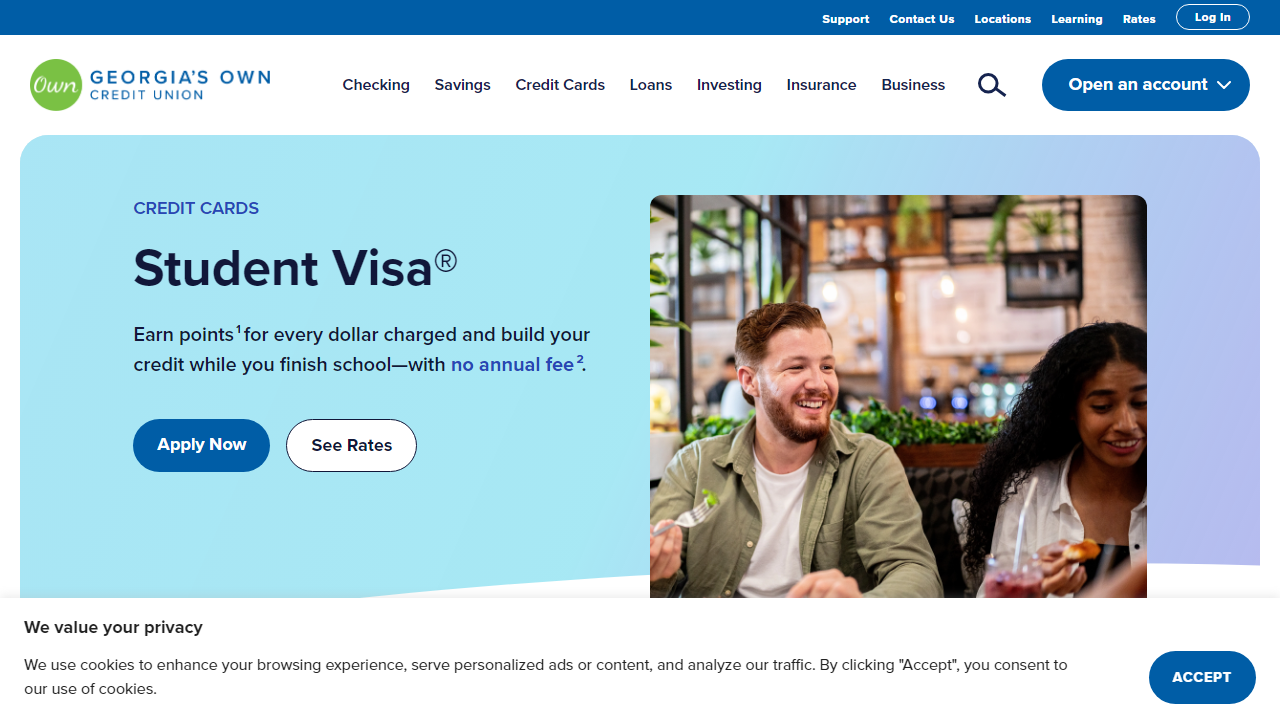 Support Contact Us Locations Learning Rates Log In
Own GEORGIA'S OWN
CREDIT UNION
Checking Savings Credit Cards Loans Investing Insurance Business Open an account
CREDIT CARDS
Student Visa®
Earn points¹ for every dollar charged and build your
credit while you finish school—with no annual fee².
Apply Now See Rates
We value your privacy
We use cookies to enhance your browsing experience, serve personalized ads or content, and analyze our traffic. By clicking "Accept", you consent to
our use of cookies.
ACCEPT